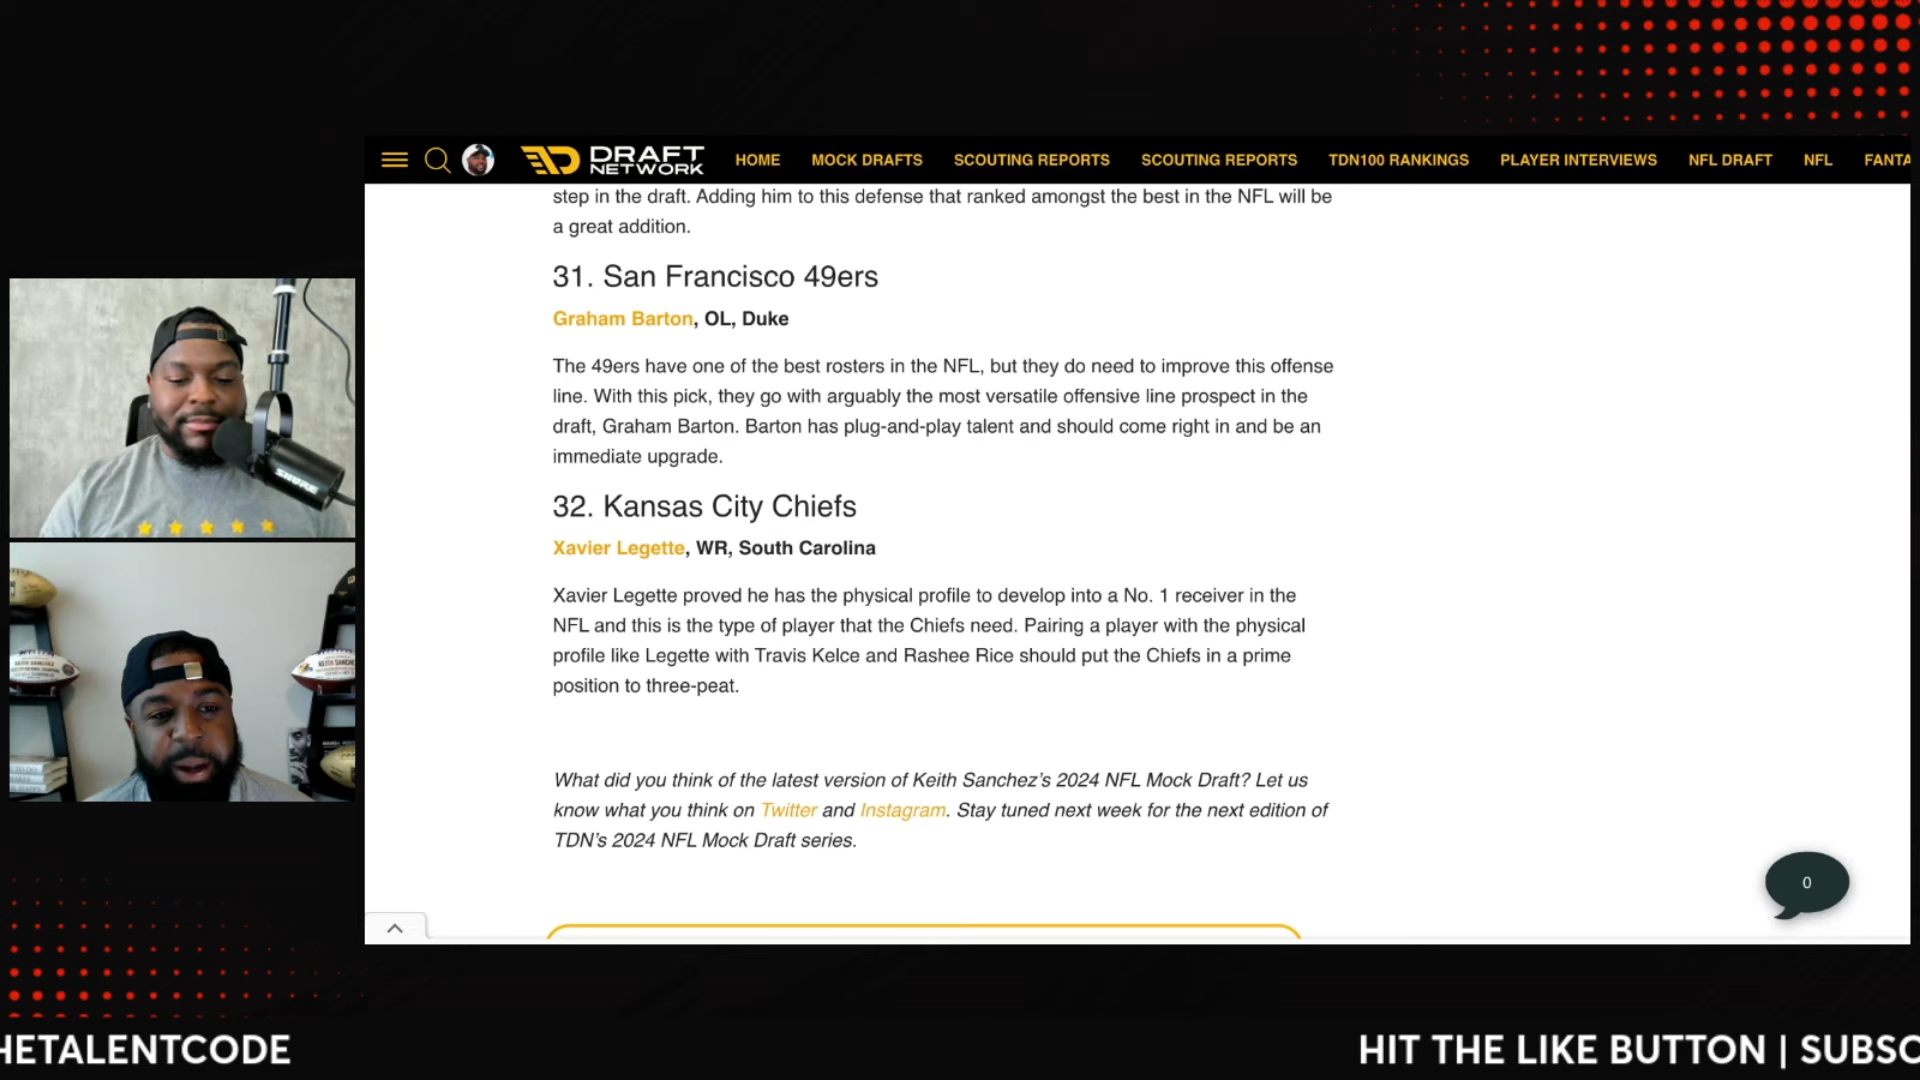 DRAFT
NETWORK
HOME
MOCK DRAFTS
SCOUTING REPORTS
SCOUTING REPORTS
TDN100 RANKINGS
PLAYER INTERVIEWS
NFL DRAFT
NFL
FANTA
step in the draft. Adding him to this defense that ranked amongst the best in the NFL will be
a great addition.
31. San Francisco 49ers
Graham Barton, OL, Duke
The 49ers have one of the best rosters in the NFL, but they do need to improve this offense
line. With this pick, they go with arguably the most versatile offensive line prospect in the
draft, Graham Barton. Barton has plug-and-play talent and should come right in and be an
immediate upgrade.
32. Kansas City Chiefs
Xavier Legette, WR, South Carolina
Xavier Legette proved he has the physical profile to develop into a No. 1 receiver in the
NFL and this is the type of player that the Chiefs need. Pairing a player with the physical
profile like Legette with Travis Kelce and Rashee Rice should put the Chiefs in a prime
position to three-peat.
What did you think of the latest version of Keith Sanchez's 2024 NFL Mock Draft? Let us
know what you think on Twitter and Instagram. Stay tuned next week for the next edition of
TDN's 2024 NFL Mock Draft series.
0
SHURE
KEITH SANCHEZ
HETALENTCODE
HIT THE LIKE BUTTON | SUBSC